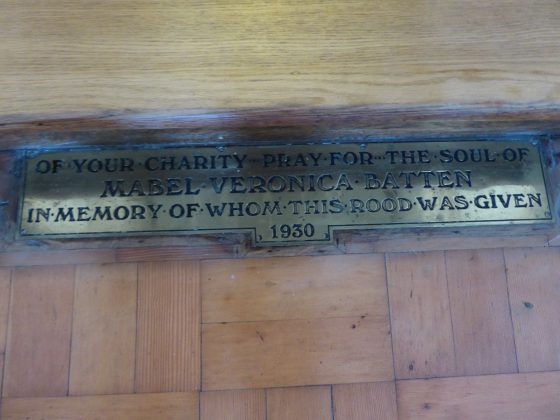 OF·YOUR·CHARITY·PRAY·FOR·THE·SOUL·OF
MABEL·VERONICA·BATTEN
IN·MEMORY·OF·WHOM·THIS·ROOD·WAS·GIVEN
1930